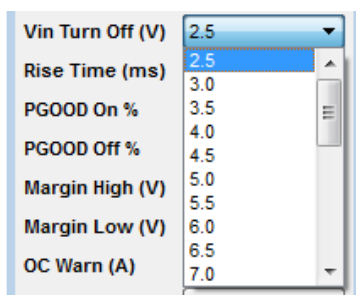 Vin Turn Off (V) 2.5
2.5
Rise Time (ms)
3.0
PGOOD On % 3.5
4.0
PGOOD Off %
4.5
Margin High (V) 5.0
5.5
Margin Low (V) 6.0
6.5
OC Warn (A)
7.0